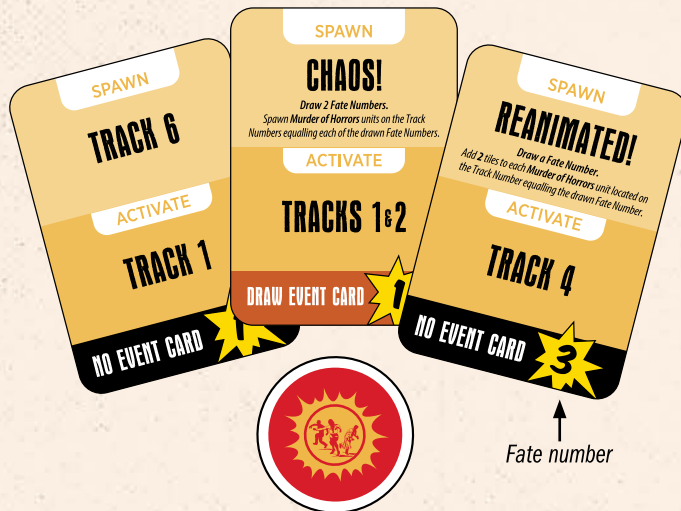 SPAWN
TRACK 6
ACTIVATE
TRACK 1
NO EVENT CARD
1
SPAWN
CHAOS!
Draw 2 Fate Numbers.
Spawn Murder of Horrors units on the Track
Numbers equalling each of the drawn Fate Numbers.
ACTIVATE
TRACKS 1&2
DRAW EVENT CARD
1
SPAWN
REANIMATED!
Draw a Fate Number.
Add 2 tiles to each Murder of Horrors unit located on
the Track Number equalling the drawn Fate Number.
ACTIVATE
TRACK 4
NO EVENT CARD
3
Fate number